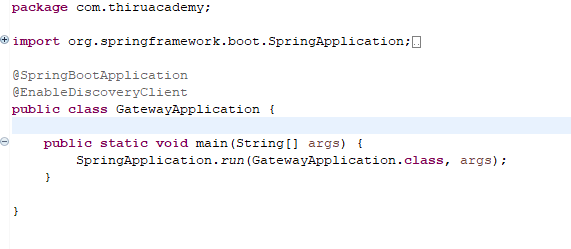 package com.thiruacademy;
import org.springframework.boot.SpringApplication;
@SpringBootApplication
@EnableDiscoveryClient
public class GatewayApplication {
public static void main(String[] args) {
SpringApplication.run(GatewayApplication.class, args);
}
}